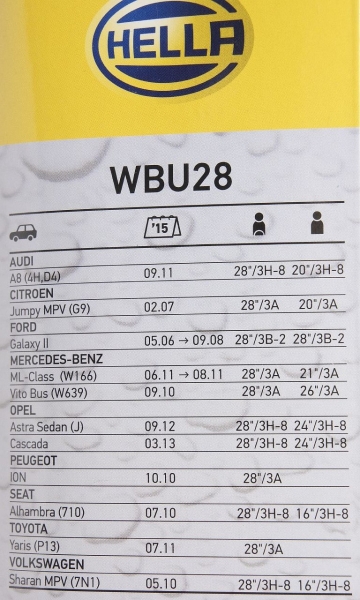 HELLA
WBU28
'15
AUDI
A8 (4H,D4) 09.11 28"/3H-8 20"/3H-8
CITROEN
Jumpy MPV (G9) 02.07 28"/3A 20"/3A
FORD
Galaxy II 05.06 → 09.08 28"/3B-2 28"/3B-2
MERCEDES-BENZ
ML-Class (W166) 06.11 → 08.11 28"/3A 21"/3A
Vito Bus (W639) 09.10 28"/3A 26"/3A
OPEL
Astra Sedan (J) 09.12 28"/3H-8 24"/3H-8
Cascada 03.13 28"/3H-8 24"/3H-8
PEUGEOT
ION 10.10 28"/3A
SEAT
Alhambra (710) 07.10 28"/3H-8 16"/3H-8
TOYOTA
Yaris (P13) 07.11 28"/3A
VOLKSWAGEN
Sharan MPV (7N1) 05.10 28"/3H-8 16"/3H-8